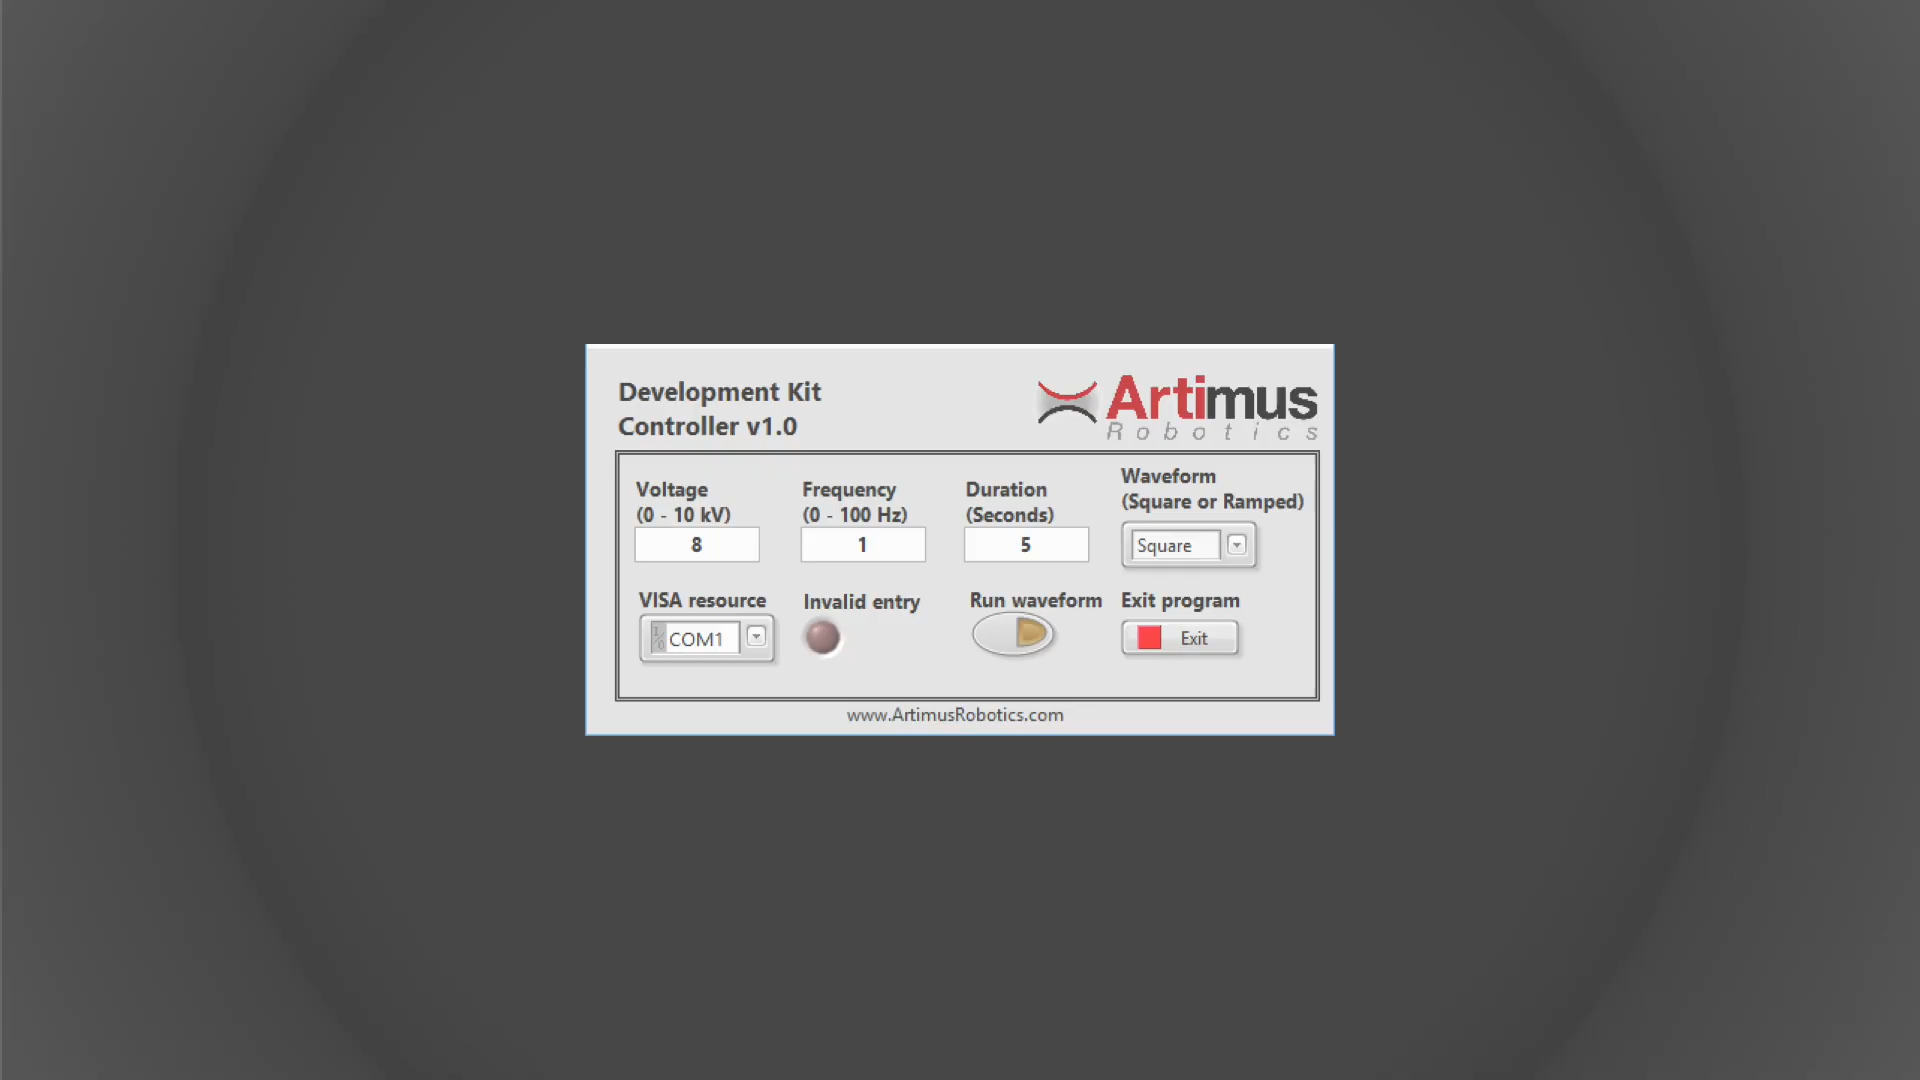 Development Kit
Controller v1.0
Artimus
Robotics
Voltage
(0 - 10 kV)
8
Frequency
(0 - 100 Hz)
1
Duration
(Seconds)
5
Waveform
(Square or Ramped)
Square
VISA resource
I/O COM1
Invalid entry
Run waveform
Exit program
Exit
www.ArtimusRobotics.com